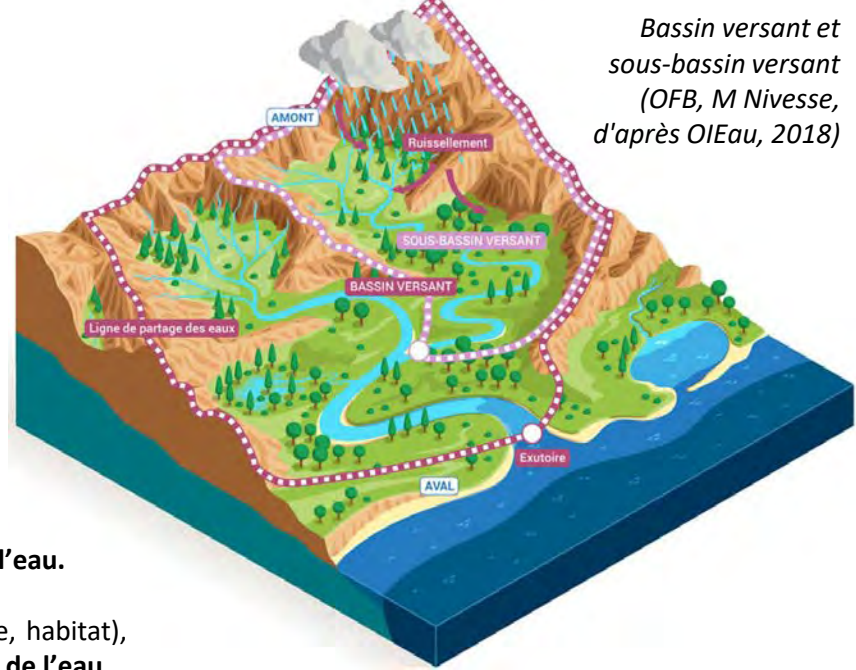 Bassin versant et
sous-bassin versant
(OFB, M Nivesse,
d'après OIEau, 2018)
AMONT
Ruissellement
SOUS-BASSIN VERSANT
BASSIN VERSANT
Ligne de partage des eaux
Exutoire
AVAL
l'eau.
e, habitat),
de l'eau